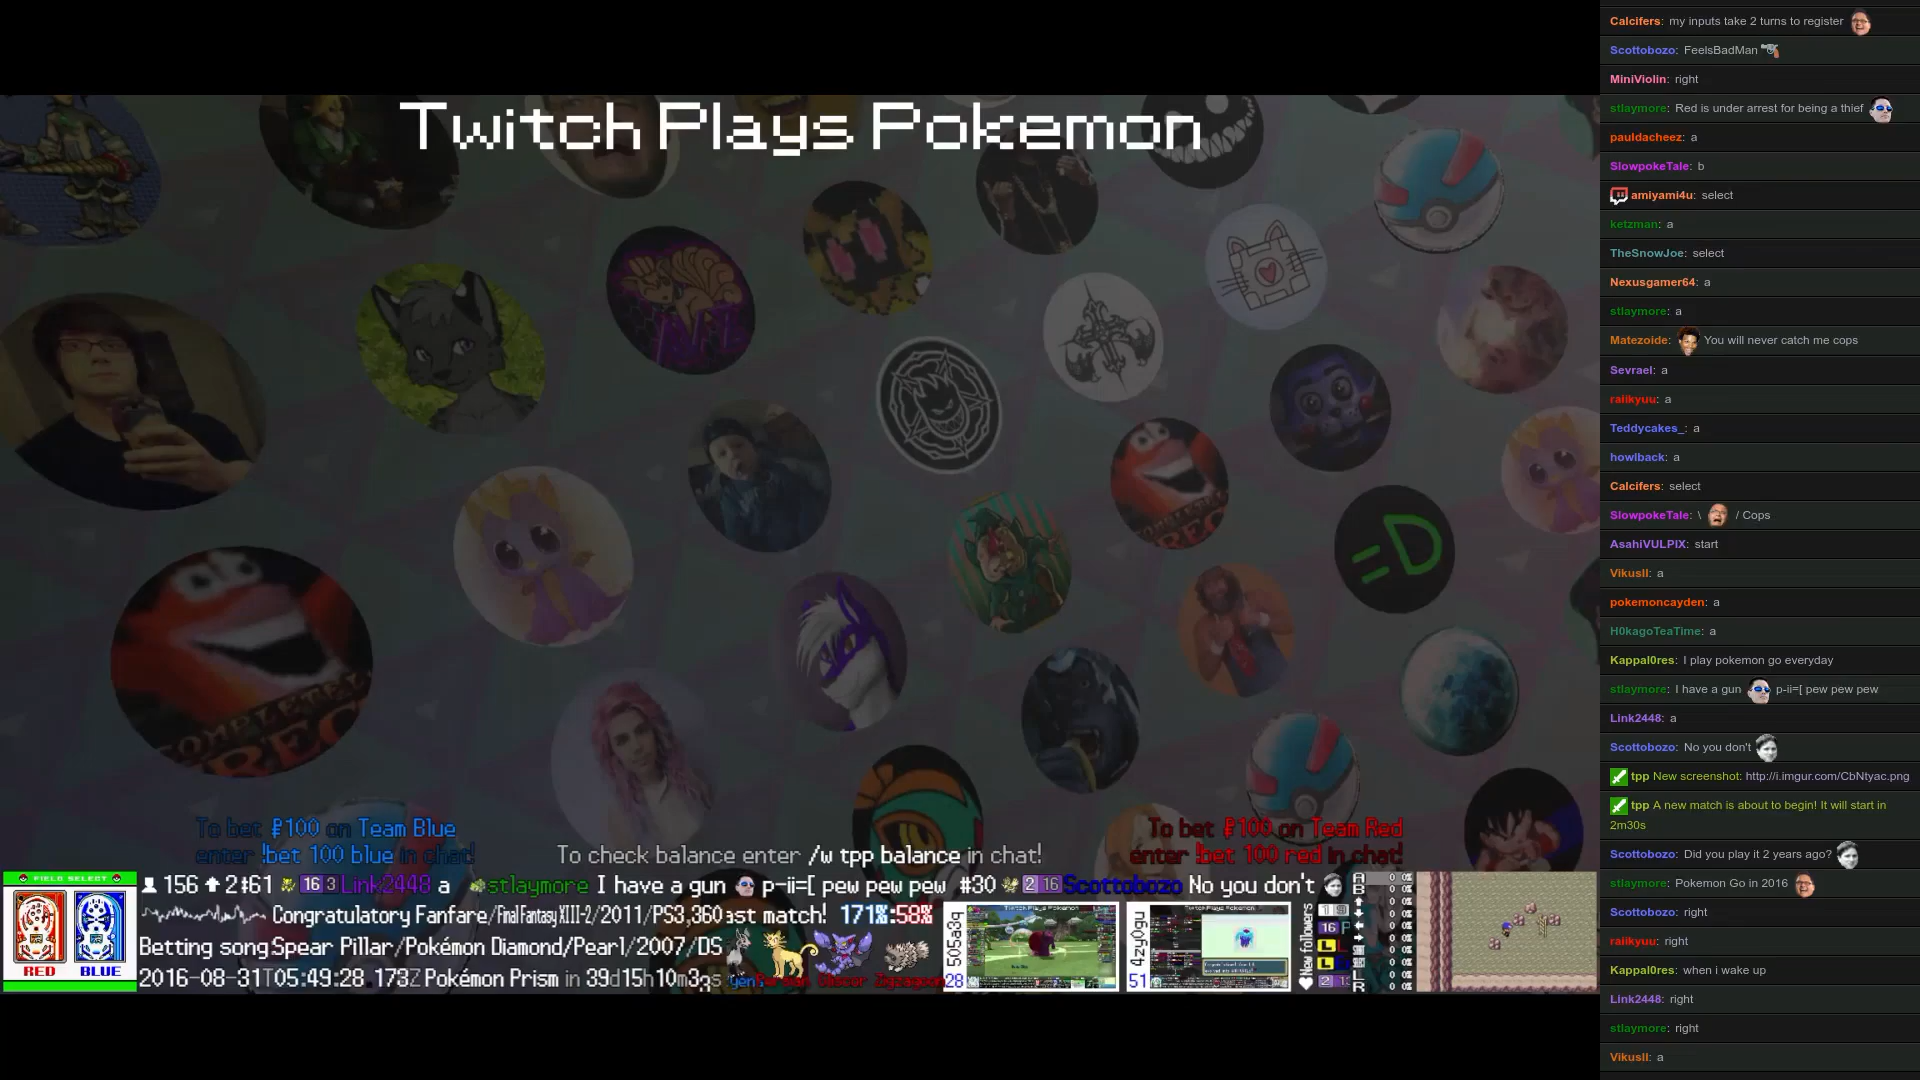 Twitch Plays Pokemon
To bet ₽100 on Team Blue
enter !bet 100 blue in chat!
To check balance enter /w tpp balance in chat!
To bet ₽100 on Team Red
enter !bet 100 red in chat!
FIELD SELECT
RED BLUE
156 2 61 16 3 Link2448 a stlaymore I have a gun p-ii=[ pew pew pew #30 2 16 Scottobozo No you don't
Congratulatory Fanfare/Final Fantasy XIII-2/2011/PS3,360 ast match! 171%:58%
Betting song Spear Pillar/Pokémon Diamond/Pearl/2007/DS
2016-08-31T05:49:28.173Z Pokémon Prism in 39d15h10m3
28
51
New followers
Calcifers: my inputs take 2 turns to register
Scottobozo: FeelsBadMan
MiniViolin: right
stlaymore: Red is under arrest for being a thief
pauldacheez: a
SlowpokeTale: b
amiyami4u: select
ketzman: a
TheSnowJoe: select
Nexusgamer64: a
stlaymore: a
Matezoide: You will never catch me cops
Sevrael: a
raiikyuu: a
Teddycakes_: a
howlback: a
Calcifers: select
SlowpokeTale: \ / Cops
AsahiVULPIX: start
Vikusll: a
pokemoncayden: a
H0kagoTeaTime: a
Kappal0res: I play pokemon go everyday
stlaymore: I have a gun p-ii=[ pew pew pew
Link2448: a
Scottobozo: No you don't
tpp New screenshot: http://i.imgur.com/CbNtyac.png
tpp A new match is about to begin! It will start in
2m30s
Scottobozo: Did you play it 2 years ago?
stlaymore: Pokemon Go in 2016
Scottobozo: right
raiikyuu: right
Kappal0res: when i wake up
Link2448: right
stlaymore: right
Vikusll: a